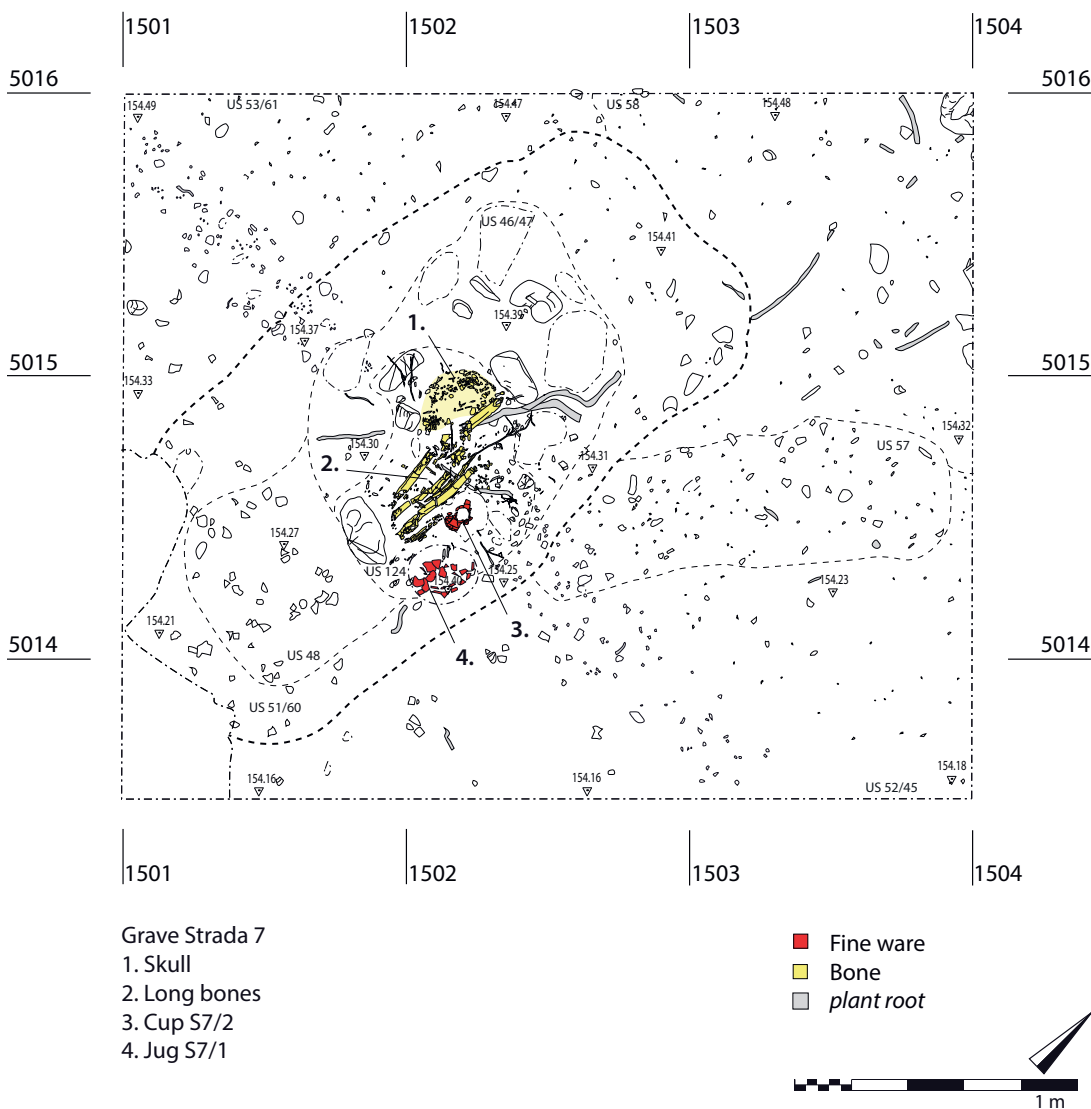 1501 1502 1503 1504
5016 5016
154.49 US 53/61 154.47 US 58 154.48
US 46/47
154.41
154.39
1.
154.37
5015 5015
154.33
154.32
US 57
154.30
154.31
2.
154.27
US 124 154.40 154.25
154.23
154.21
3.
5014 5014
US 48 4.
US 51/60
154.18
154.16 154.16
US 52/45
1501 1502 1503 1504
Grave Strada 7
1. Skull
2. Long bones
3. Cup S7/2
4. Jug S7/1
Fine ware
Bone
plant root
1 m